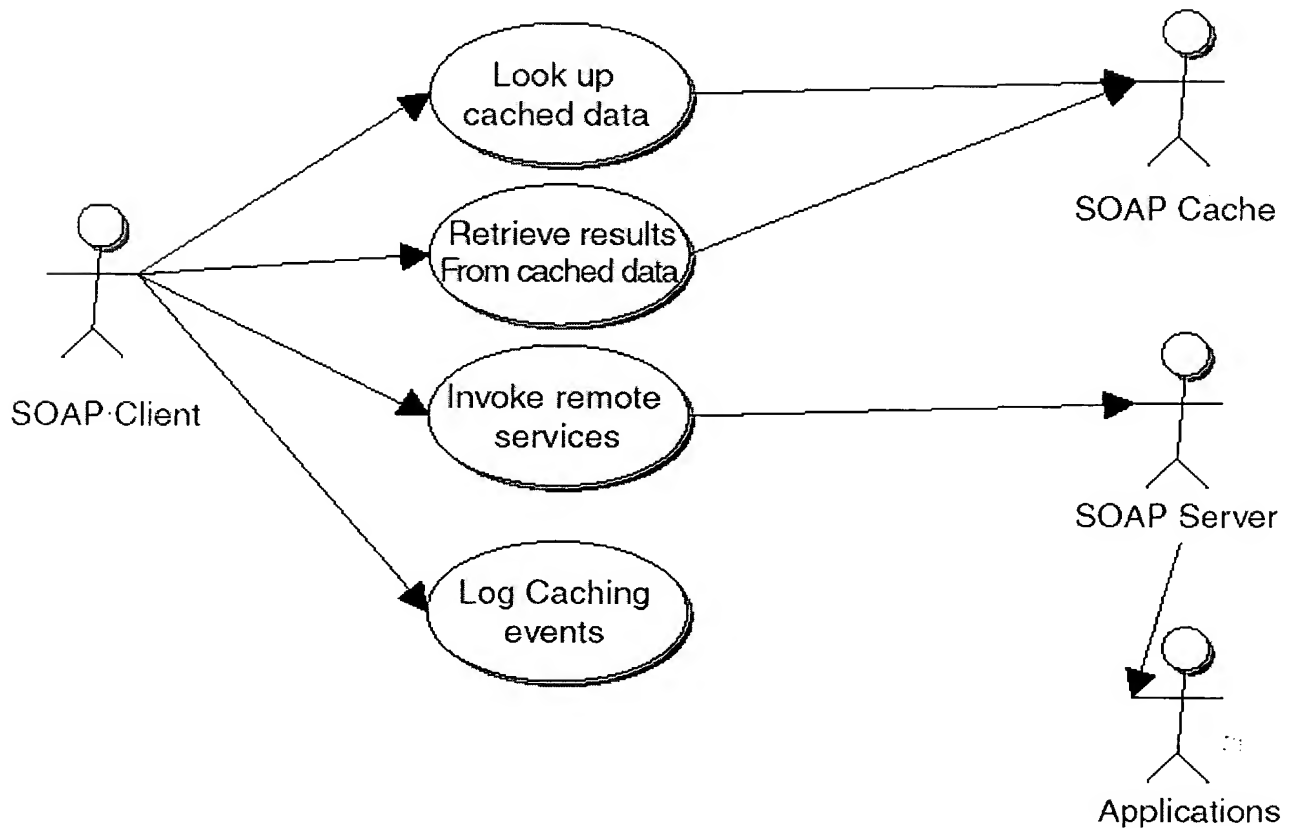 Look up
cached data
SOAP Cache
Retrieve results
From cached data
SOAP Client
Invoke remote
services
SOAP Server
Log Caching
events
Applications